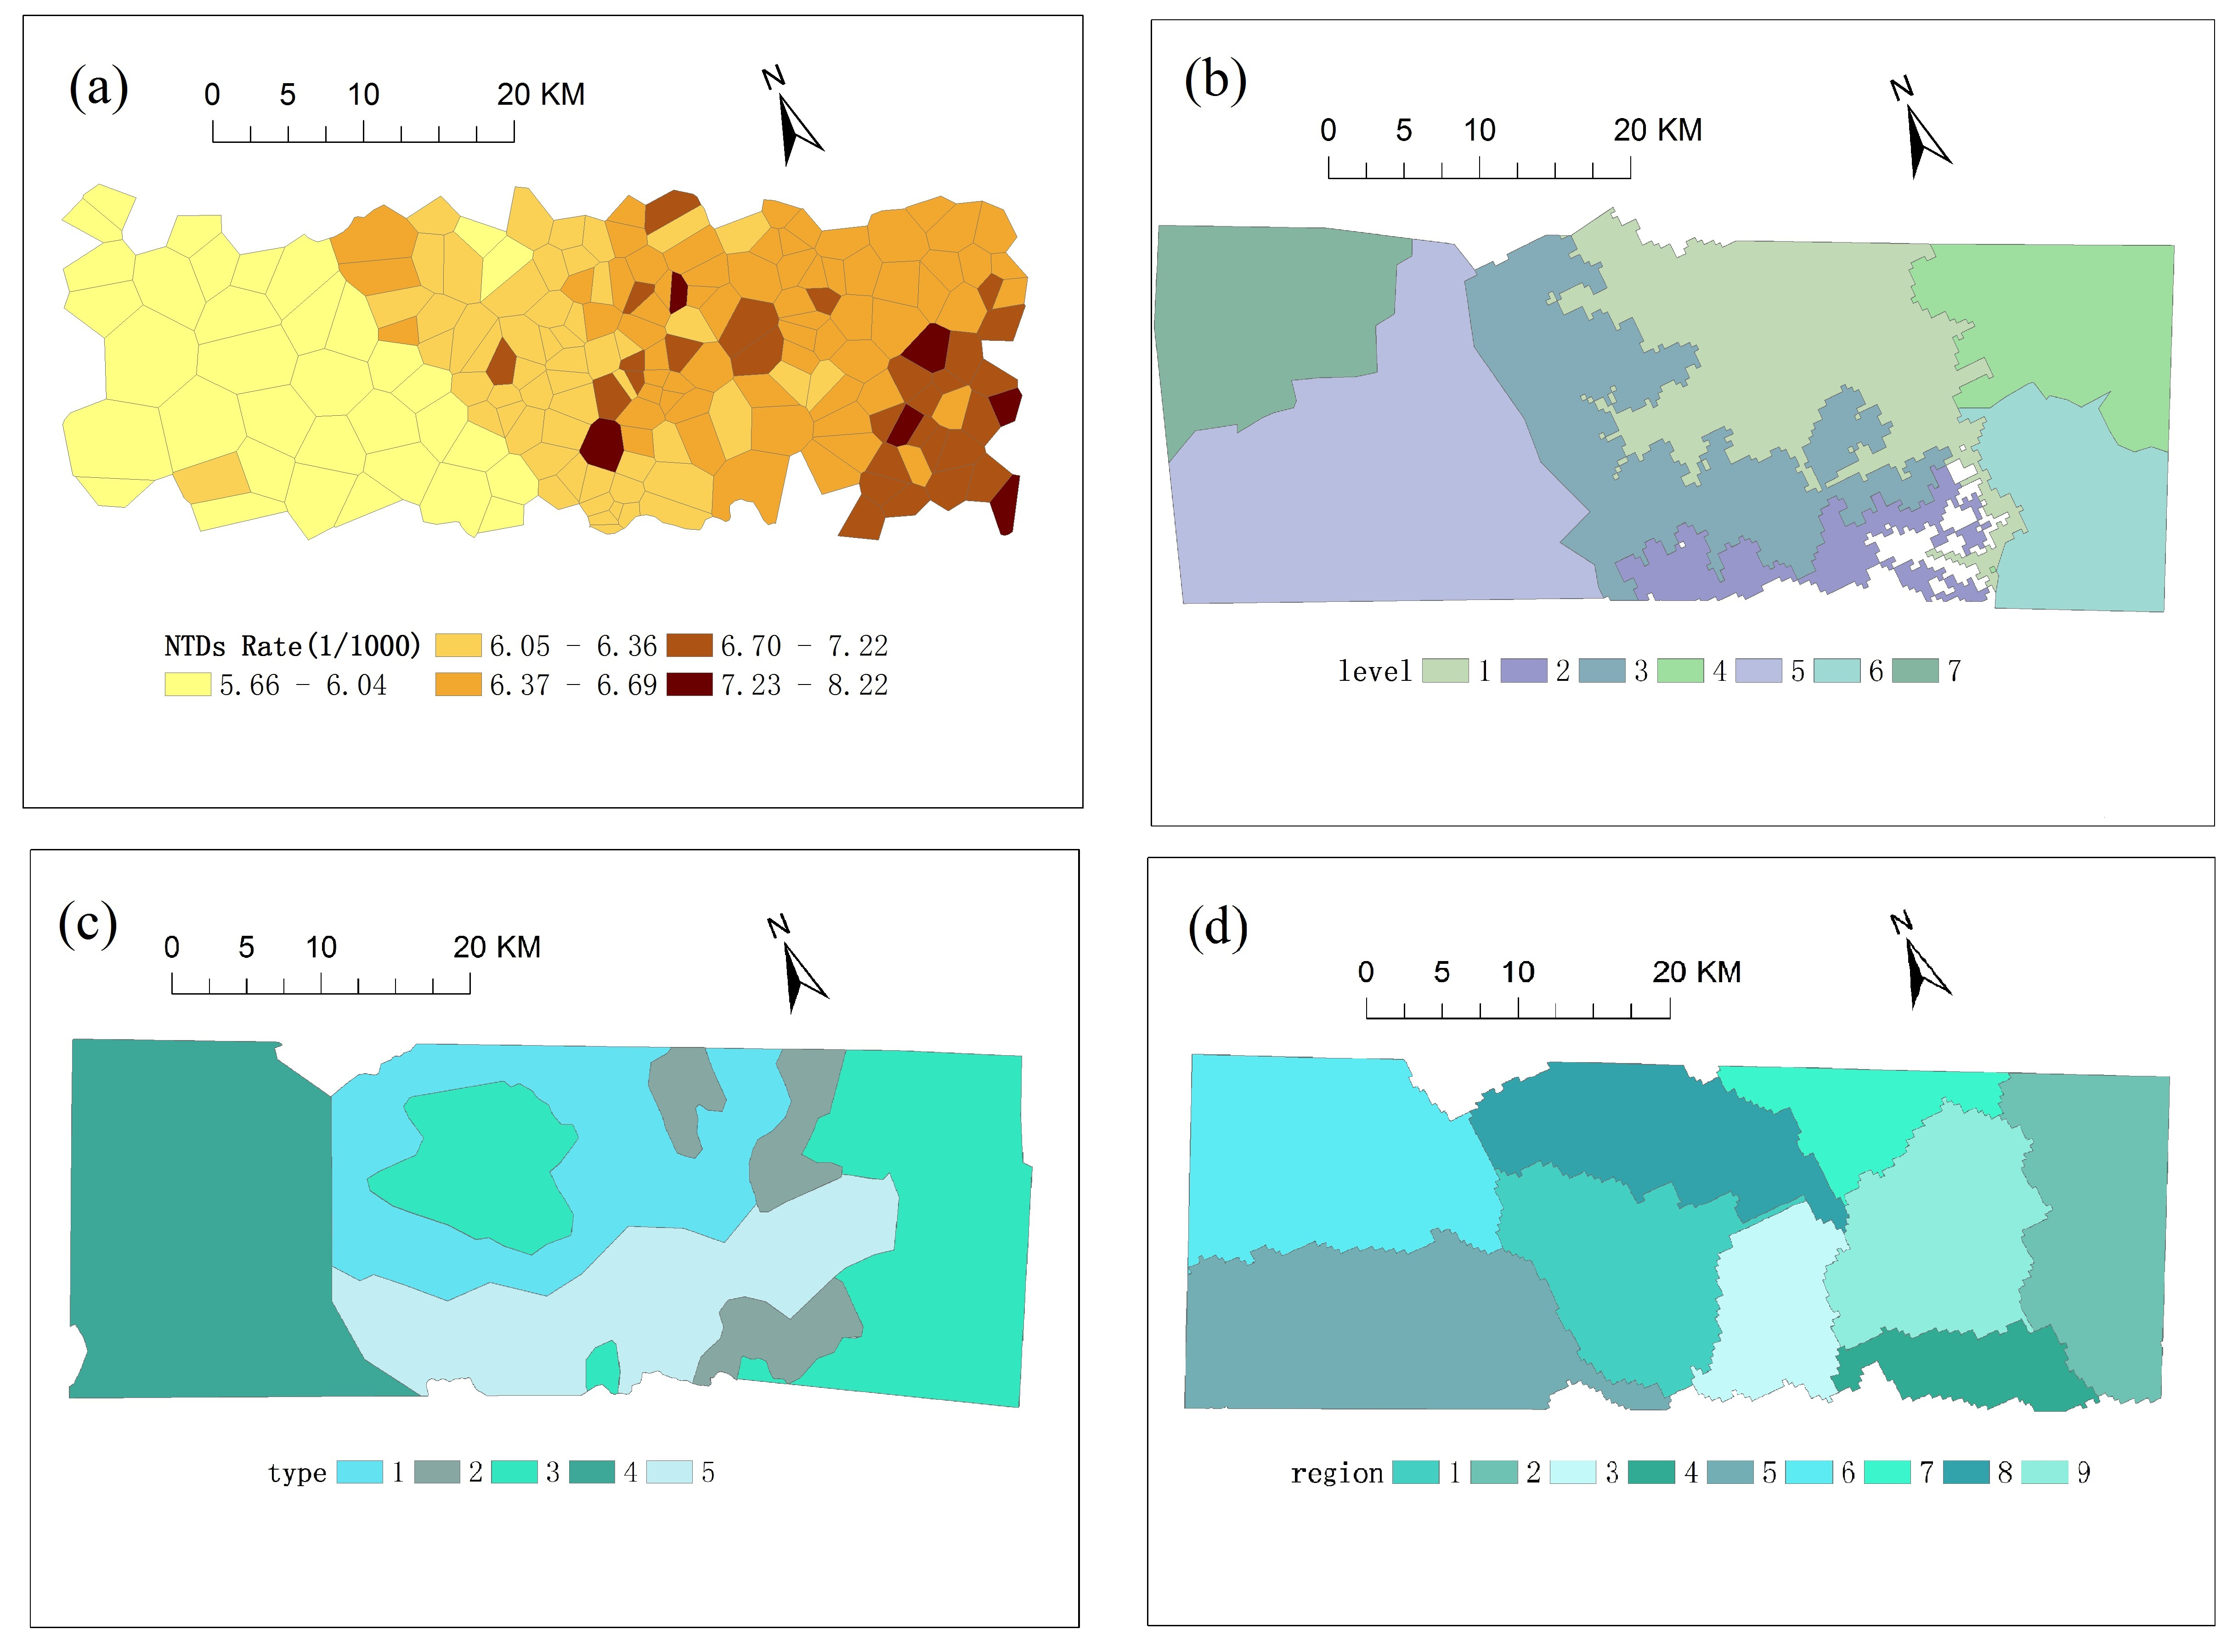 (a)
N
0 5 10 20 KM
NTDs Rate(1/1000) 6.05 - 6.36 6.70 - 7.22
5.66 - 6.04 6.37 - 6.69 7.23 - 8.22
(b)
N
0 5 10 20 KM
level 1 2 3 4 5 6 7
(c)
N
0 5 10 20 KM
type 1 2 3 4 5
(d)
N
0 5 10 20 KM
region 1 2 3 4 5 6 7 8 9